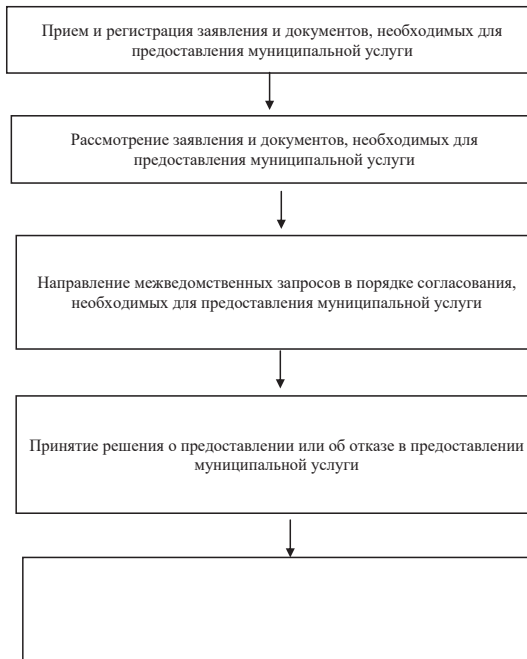 Прием и регистрация заявления и документов, необходимых для
предоставления муниципальной услуги
Рассмотрение заявления и документов, необходимых для
предоставления муниципальной услуги
Направление межведомственных запросов в порядке согласования,
необходимых для предоставления муниципальной услуги
Принятие решения о предоставлении или об отказе в предоставлении
муниципальной услуги